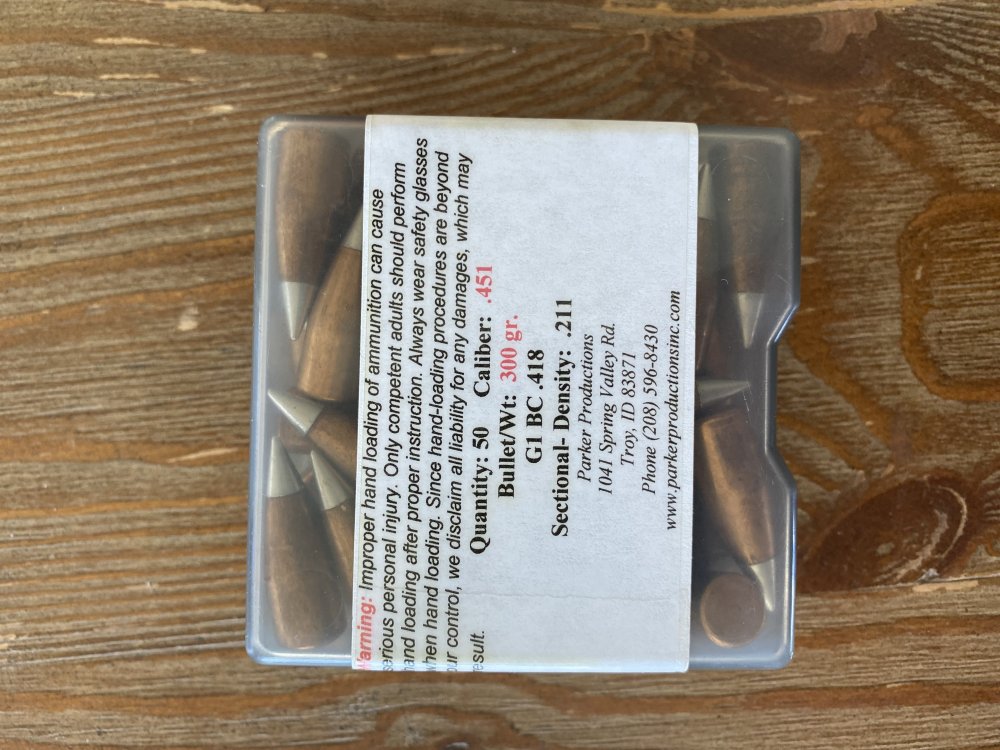 Warning: Improper hand loading of ammunition can cause
serious personal injury. Only competent adults should perform
hand loading after proper instruction. Always wear safety glasses
when hand loading. Since hand-loading procedures are beyond
our control, we disclaim all liability for any damages, which may
result.
Quantity: 50 Caliber: .451
Bullet/Wt: 300 gr.
G1 BC .418
Sectional- Density: .211
Parker Productions
1041 Spring Valley Rd.
Troy, ID 83871
Phone (208) 596-8430
www.parkerproductionsinc.com